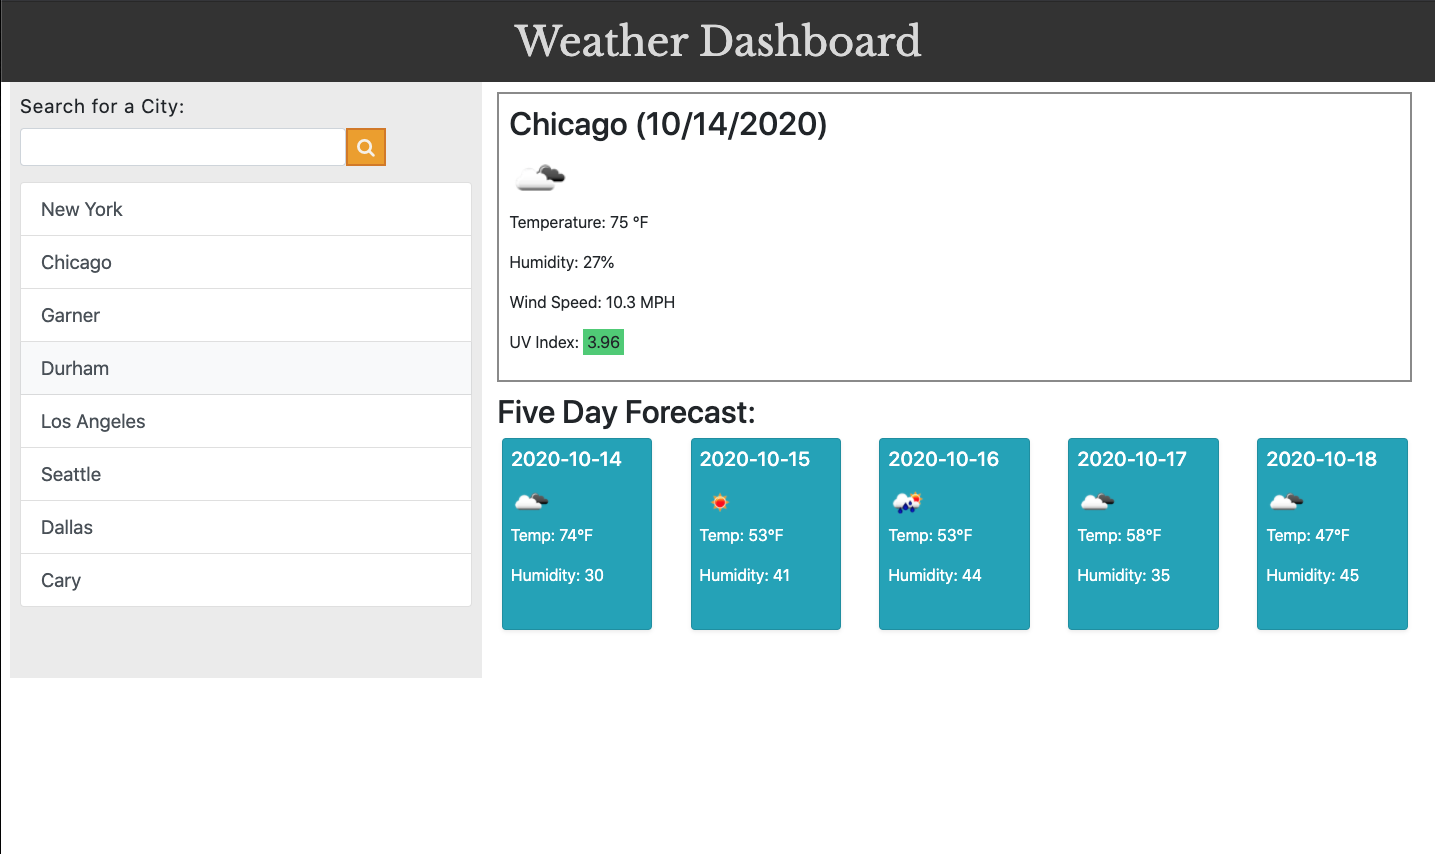 Weather Dashboard
Search for a City:
New York
Chicago
Garner
Durham
Los Angeles
Seattle
Dallas
Cary
Chicago (10/14/2020)
Temperature: 75 °F
Humidity: 27%
Wind Speed: 10.3 MPH
UV Index: 3.96
Five Day Forecast:
2020-10-14
Temp: 74°F
Humidity: 30
2020-10-15
Temp: 53°F
Humidity: 41
2020-10-16
Temp: 53°F
Humidity: 44
2020-10-17
Temp: 58°F
Humidity: 35
2020-10-18
Temp: 47°F
Humidity: 45